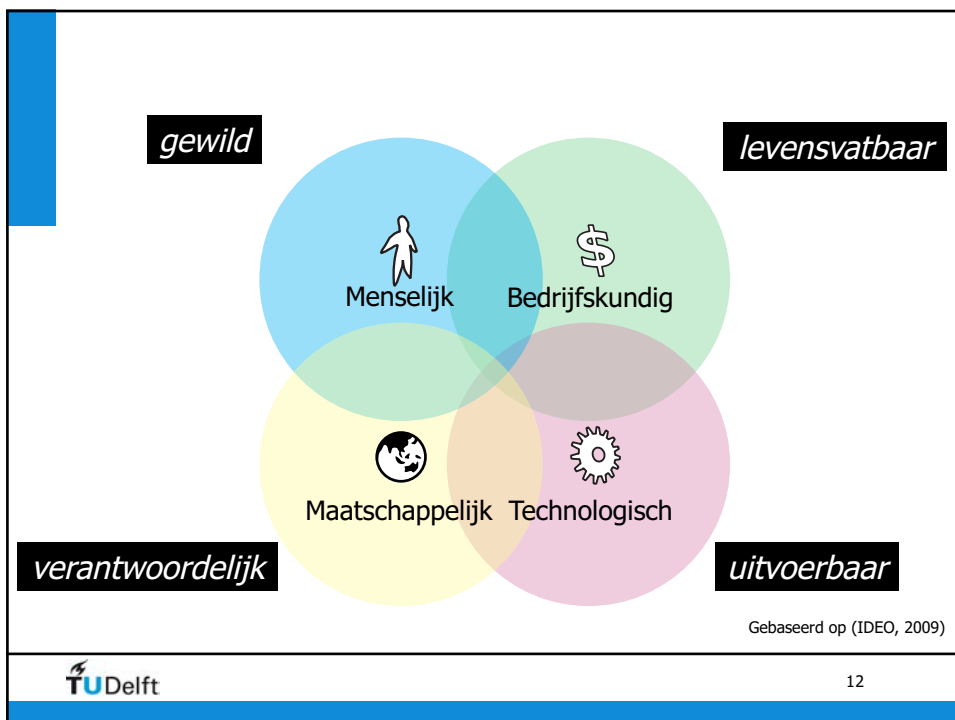 gewild
levensvatbaar
$
Menselijk
Bedrijfskundig
Maatschappelijk
Technologisch
verantwoordelijk
uitvoerbaar
Gebaseerd op (IDEO, 2009)
TUDelft
12